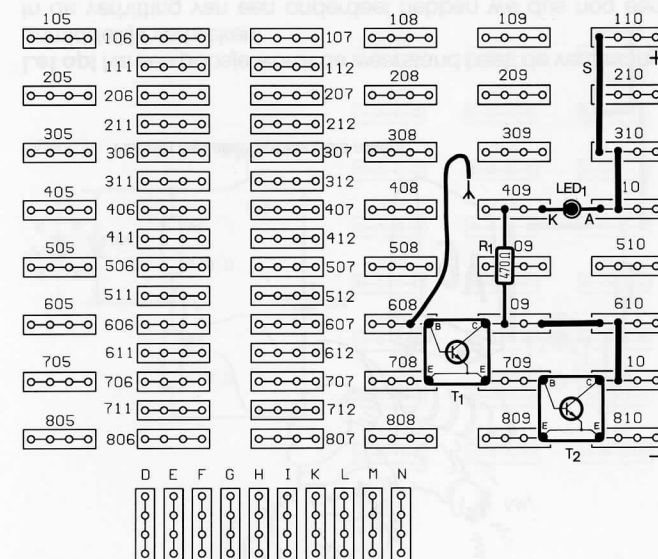 105 108 109 110
106 107
111 112
205 208 209 210
206 207
211 212
S
+
305 308 309 310
306 307
311 312
405 408 409 LED1 10
406 407
K A
411 412
505 508 R1 09 510
470Ω
506 507
511 512
605 608 09 610
606 607
B C
611 612
705 708 709 10
E E
706 707
T1
B C
711 712
805 808 809 810
E E
806 807
T2
−
D E F G H I K L M N